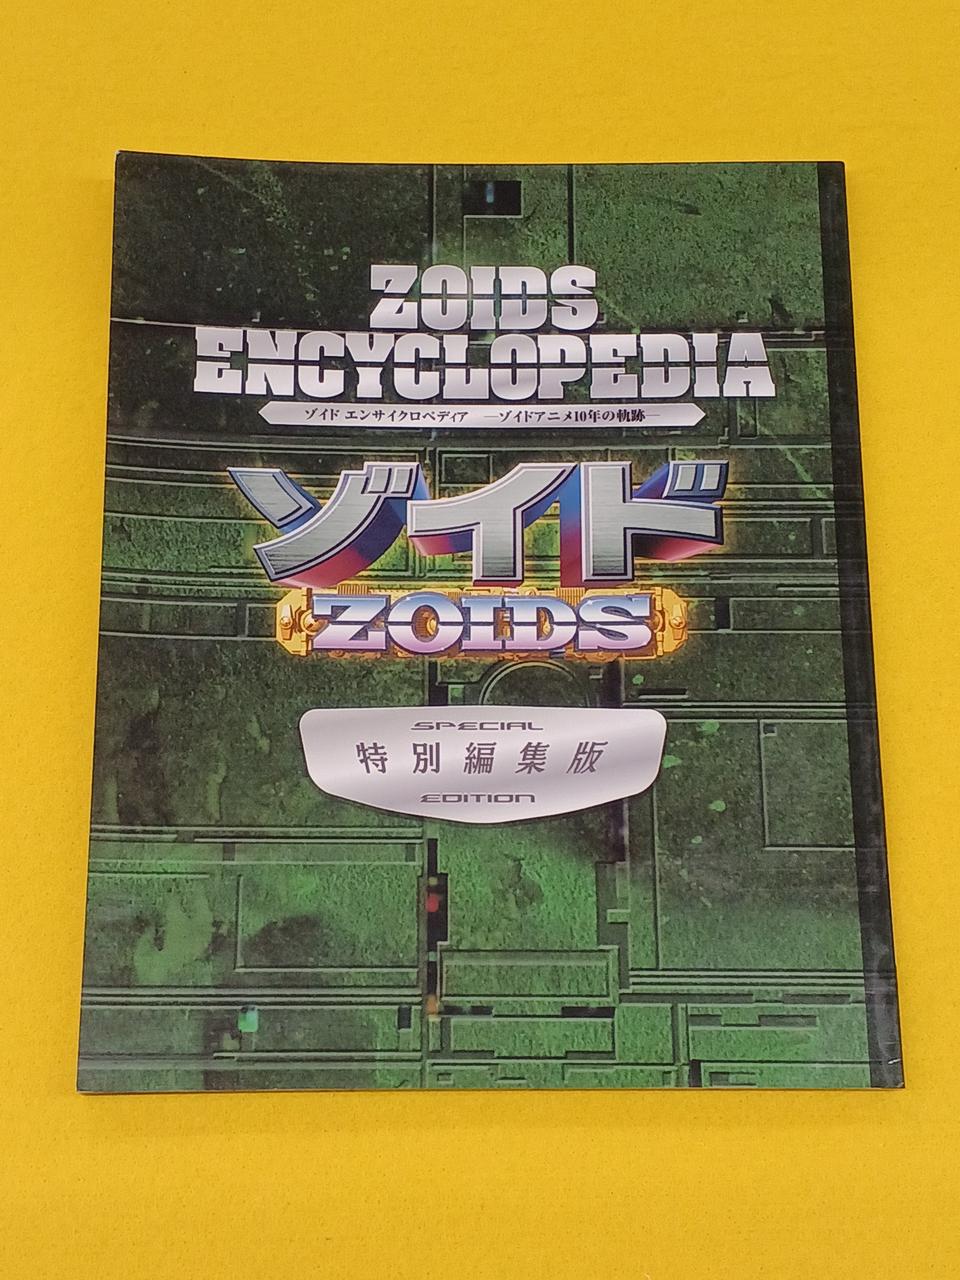 ZOIDS
ENCYCLOPEDIA
ゾイド エンサイクロペディア ―ゾイドアニメ10年の軌跡―
ゾイド
ZOIDS
SPECIAL
特別編集版
EDITION